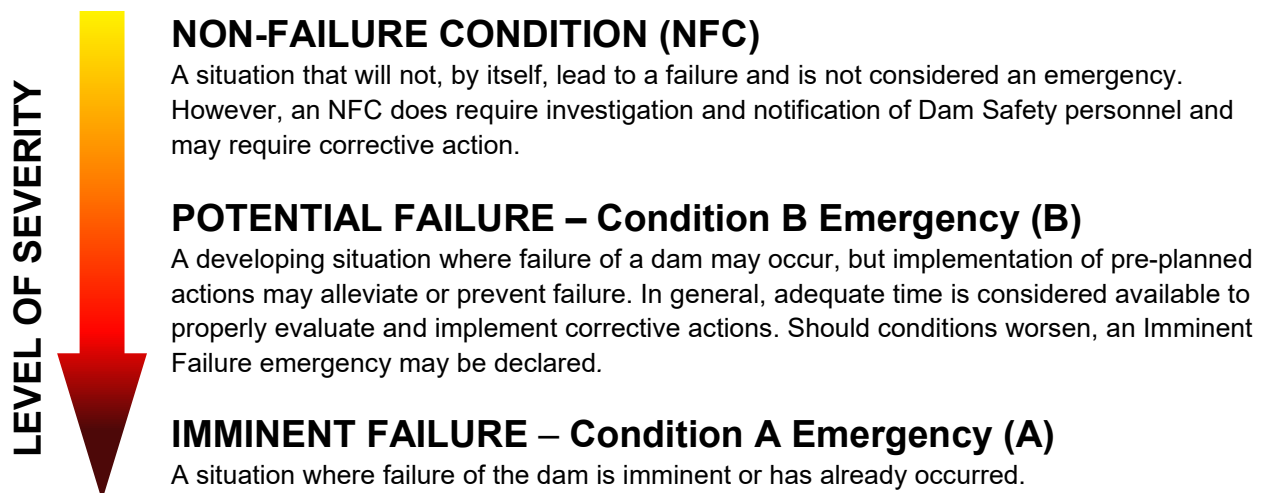 LEVEL OF SEVERITY
NON-FAILURE CONDITION (NFC)
A situation that will not, by itself, lead to a failure and is not considered an emergency.
However, an NFC does require investigation and notification of Dam Safety personnel and
may require corrective action.
POTENTIAL FAILURE – Condition B Emergency (B)
A developing situation where failure of a dam may occur, but implementation of pre-planned
actions may alleviate or prevent failure. In general, adequate time is considered available to
properly evaluate and implement corrective actions. Should conditions worsen, an Imminent
Failure emergency may be declared.
IMMINENT FAILURE – Condition A Emergency (A)
A situation where failure of the dam is imminent or has already occurred.